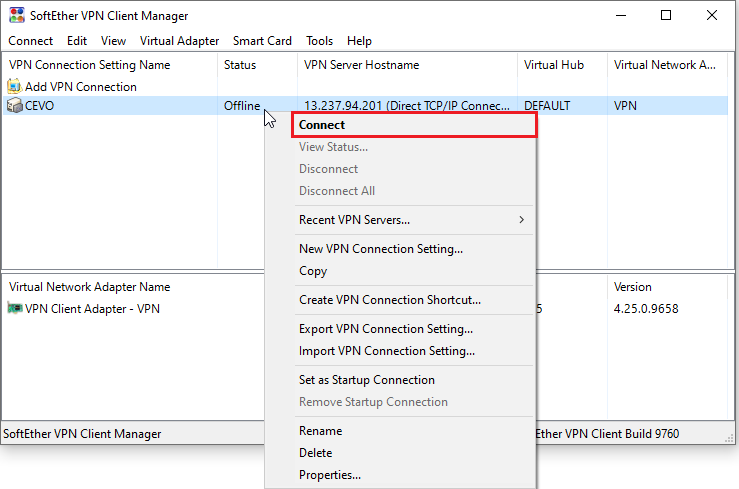 SoftEther VPN Client Manager
Connect Edit View Virtual Adapter Smart Card Tools Help
VPN Connection Setting Name Status VPN Server Hostname Virtual Hub Virtual Network A...
Add VPN Connection
CEVO Offline 13.237.94.201 (Direct TCP/IP Connec... DEFAULT VPN
Connect
View Status...
Disconnect
Disconnect All
Recent VPN Servers...
New VPN Connection Setting...
Copy
Create VPN Connection Shortcut...
Export VPN Connection Setting...
Import VPN Connection Setting...
Set as Startup Connection
Remove Startup Connection
Rename
Delete
Properties...
Virtual Network Adapter Name Version
VPN Client Adapter - VPN 5 4.25.0.9658
SoftEther VPN Client Manager Ether VPN Client Build 9760